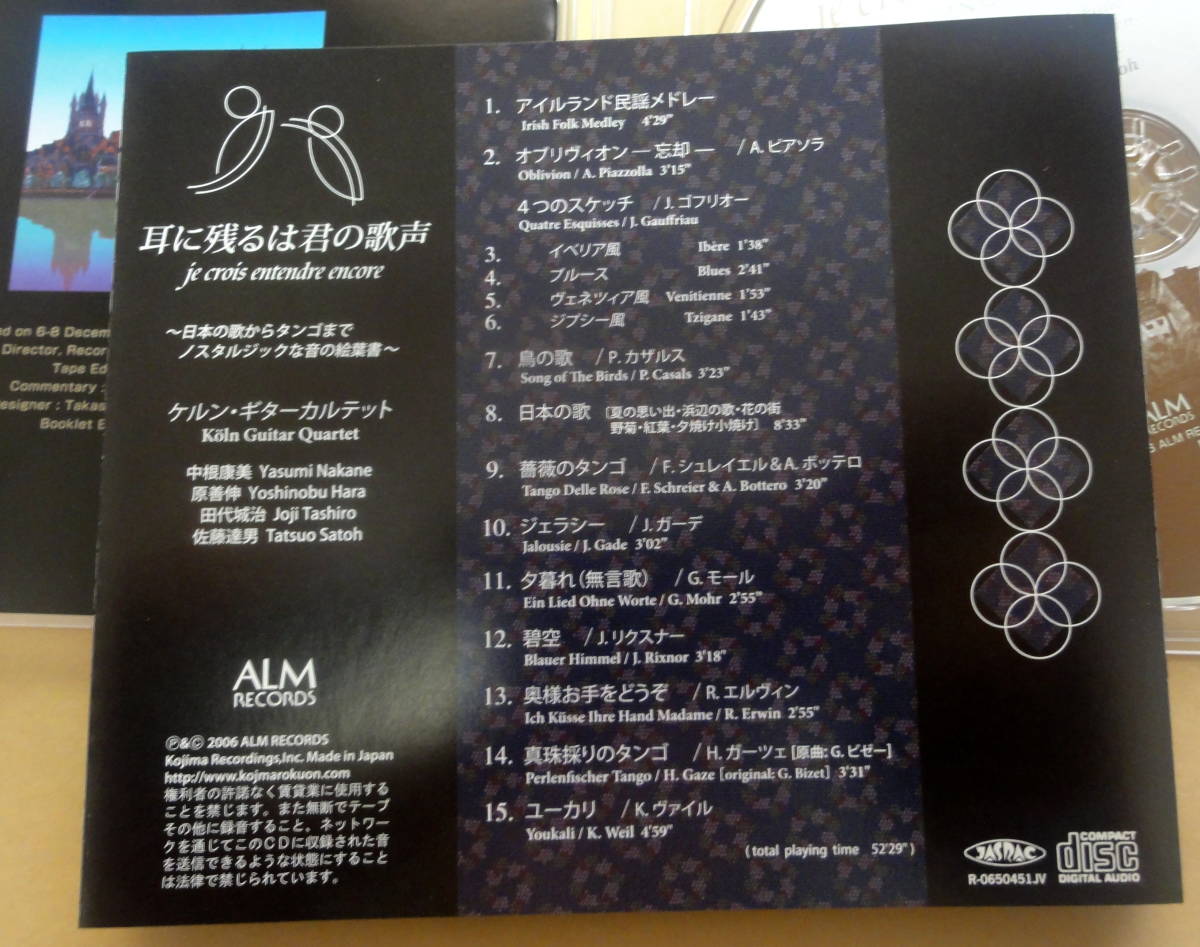 耳に残るは君の歌声
je crois entendre encore
〜日本の歌からタンゴまで
ノスタルジックな音の絵葉書〜
ケルン・ギターカルテット
Köln Guitar Quartet
中根康美 Yasumi Nakane
原善伸 Yoshinobu Hara
田代城治 Joji Tashiro
佐藤達男 Tatsuo Satoh
ALM
RECORDS
Ⓟ&Ⓒ 2006 ALM RECORDS
Kojima Recordings,Inc. Made in Japan
http://www.kojmarokuon.com
権利者の許諾なく賃貸業に使用する
ことを禁じます。また無断でテープ
その他に録音すること、ネットワー
クを通じてこのCDに収録された音
を送信できるような状態にすること
は法律で禁じられています。
1. アイルランド民謡メドレー
Irish Folk Medley 4'29"
2. オブリヴィオン ― 忘却 ― / A. ピアソラ
Oblivion / A. Piazzolla 3'15"
4つのスケッチ / J. ゴフリオー
Quatre Esquisses / J. Gauffriau
3. イベリア風 Ibère 1'38"
4. ブルース Blues 2'41"
5. ヴェネツィア風 Venitienne 1'53"
6. ジプシー風 Tzigane 1'43"
7. 鳥の歌 / P. カザルス
Song of The Birds / P. Casals 3'23"
8. 日本の歌 [夏の思い出・浜辺の歌・花の街
野菊・紅葉・夕焼け小焼け] 8'33"
9. 薔薇のタンゴ / F. シュレイエル&A. ボッテロ
Tango Delle Rose / F. Schreier & A. Bottero 3'20"
10. ジェラシー / J. ガーデ
Jalousie / J. Gade 3'02"
11. 夕暮れ(無言歌) / G. モール
Ein Lied Ohne Worte / G. Mohr 2'55"
12. 碧空 / J. リクスナー
Blauer Himmel / J. Rixnor 3'18"
13. 奥様お手をどうぞ / R. エルヴィン
Ich Küsse Ihre Hand Madame / R. Erwin 2'55"
14. 真珠採りのタンゴ / H. ガーツェ [原曲: G. ビゼー]
Perlenfischer Tango / H. Gaze [original: G. Bizet] 3'31"
15. ユーカリ / K. ヴァイル
Youkali / K. Weil 4'59"
(total playing time 52'29")
JASRAC
R-0650451JV
COMPACT
disc
DIGITAL AUDIO
ed on 6-8 Decem
Director, Recor
Tape Ed
Commentary :
Designer : Takas
Booklet E
ALM
RECORDS